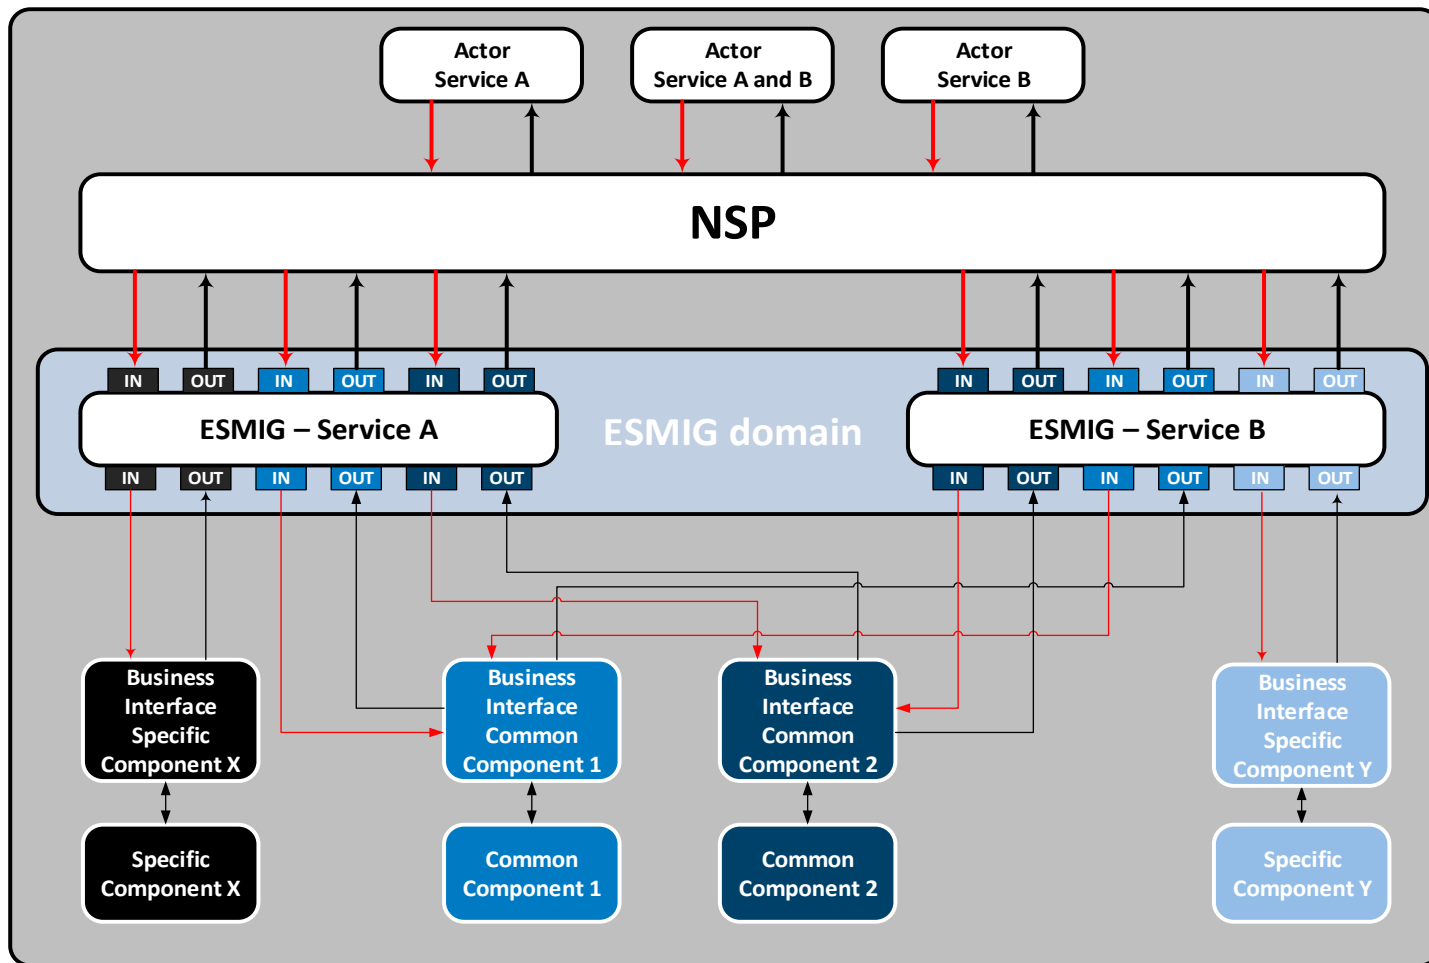 Actor
Service A
Actor
Service A and B
Actor
Service B
NSP
IN OUT IN OUT IN OUT
IN OUT IN OUT IN OUT
ESMIG – Service A
ESMIG domain
ESMIG – Service B
IN OUT IN OUT IN OUT
IN OUT IN OUT IN OUT
Business
Interface
Specific
Component X
Business
Interface
Common
Component 1
Business
Interface
Common
Component 2
Business
Interface
Specific
Component Y
Specific
Component X
Common
Component 1
Common
Component 2
Specific
Component Y